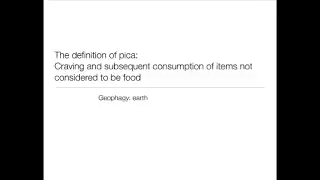 The definition of pica:
Craving and subsequent consumption of items not
considered to be food
Geophagy: earth